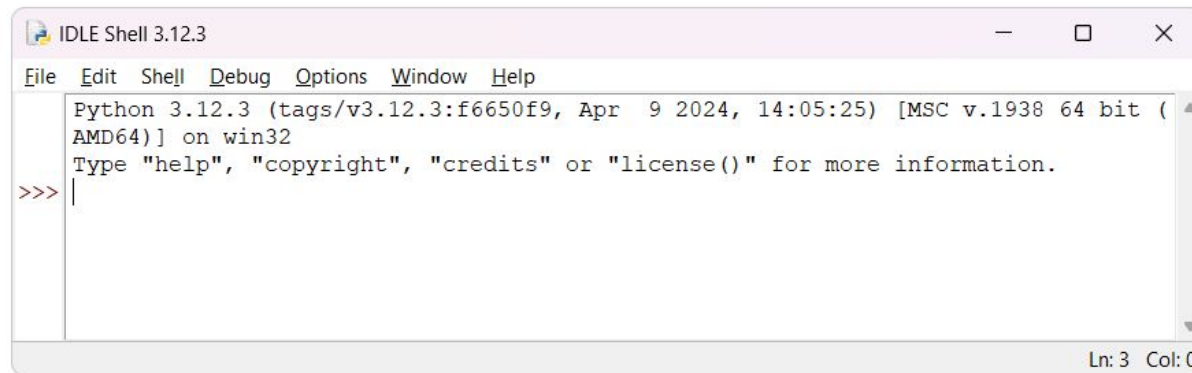 IDLE Shell 3.12.3
File Edit Shell Debug Options Window Help
Python 3.12.3 (tags/v3.12.3:f6650f9, Apr  9 2024, 14:05:25) [MSC v.1938 64 bit (
AMD64)] on win32
Type "help", "copyright", "credits" or "license()" for more information.
>>>
Ln: 3 Col: 0